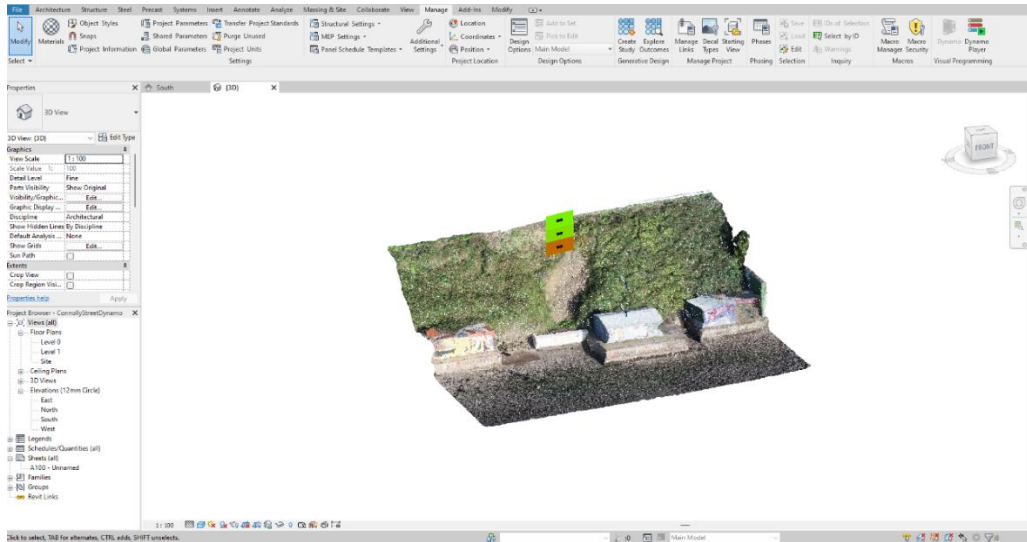 File Architecture Structure Steel Precast Systems Insert Annotate Analyze Massing & Site Collaborate View Manage Add-Ins Modify
Modify
Select
Materials
Object Styles
Snaps
Project Information
Project Parameters
Shared Parameters
Global Parameters
Transfer Project Standards
Purge Unused
Project Units
Structural Settings
MEP Settings
Panel Schedule Templates
Additional Settings
Settings
Location
Coordinates
Position
Project Location
Design Options
Add to Set
Pick to Edit
Main Model
Design Options
Create Study
Explore Outcomes
Generative Design
Manage Links
Decal Types
Starting View
Manage Project
Phases
Phasing
Save
Load
Edit
Selection
IDs of Selection
Select by ID
Warnings
Inquiry
Macro Manager
Macro Security
Macros
Dynamo
Dynamo Player
Visual Programming
Properties
X
South
{3D}
X
3D View
3D View: {3D}
Edit Type
Graphics
View Scale 1 : 100
Scale Value 1: 100
Detail Level Fine
Parts Visibility Show Original
Visibility/Graphic... Edit...
Graphic Display ... Edit...
Discipline Architectural
Show Hidden Lines By Discipline
Default Analysis ... None
Show Grids Edit...
Sun Path
Extents
Crop View
Crop Region Visi...
Properties help
Apply
Project Browser - ConnallyStreetDynamo X
Views (all)
Floor Plans
Level 0
Level 1
Site
Ceiling Plans
3D Views
Elevations (12mm Circle)
East
North
South
West
Legends
Schedules/Quantities (all)
Sheets (all)
A100 - Unnamed
Families
Groups
Revit Links
FRONT
1 : 100
Click to select, TAB for alternates, CTRL adds, SHIFT unselects.
:0
Main Model